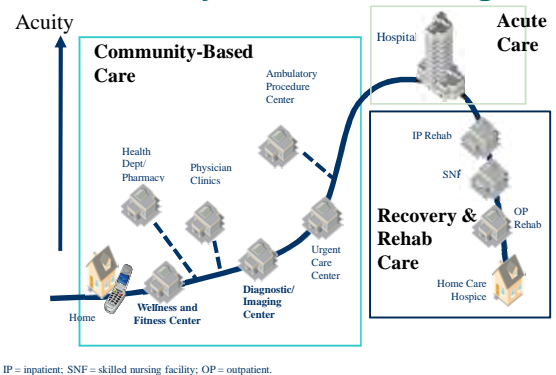 Acuity
Community-Based
Care
Hospital
Acute
Care
Ambulatory
Procedure
Center
Health
Dept/
Pharmacy
Physician
Clinics
IP Rehab
SNF
Recovery &
Rehab
Care
OP
Rehab
Urgent
Care
Center
Home Care
Hospice
Diagnostic/
Imaging
Center
Wellness and
Fitness Center
Home
IP = inpatient; SNF = skilled nursing facility; OP = outpatient.